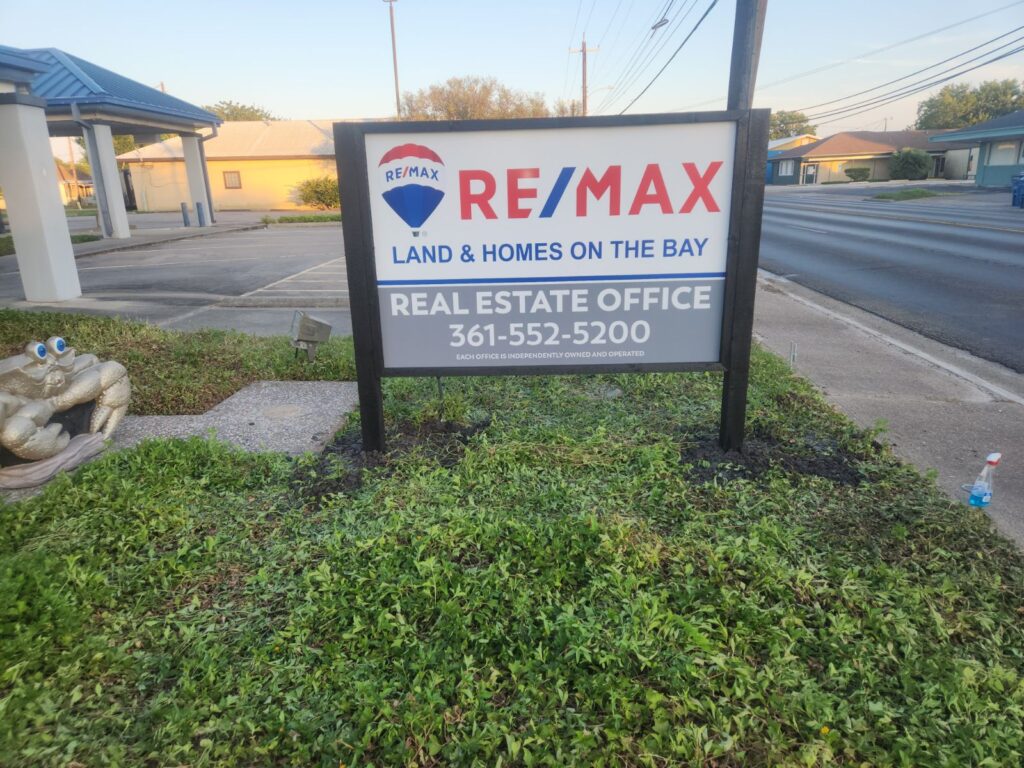 RE/MAX
RE/MAX
LAND & HOMES ON THE BAY
REAL ESTATE OFFICE
361-552-5200
EACH OFFICE IS INDEPENDENTLY OWNED AND OPERATED